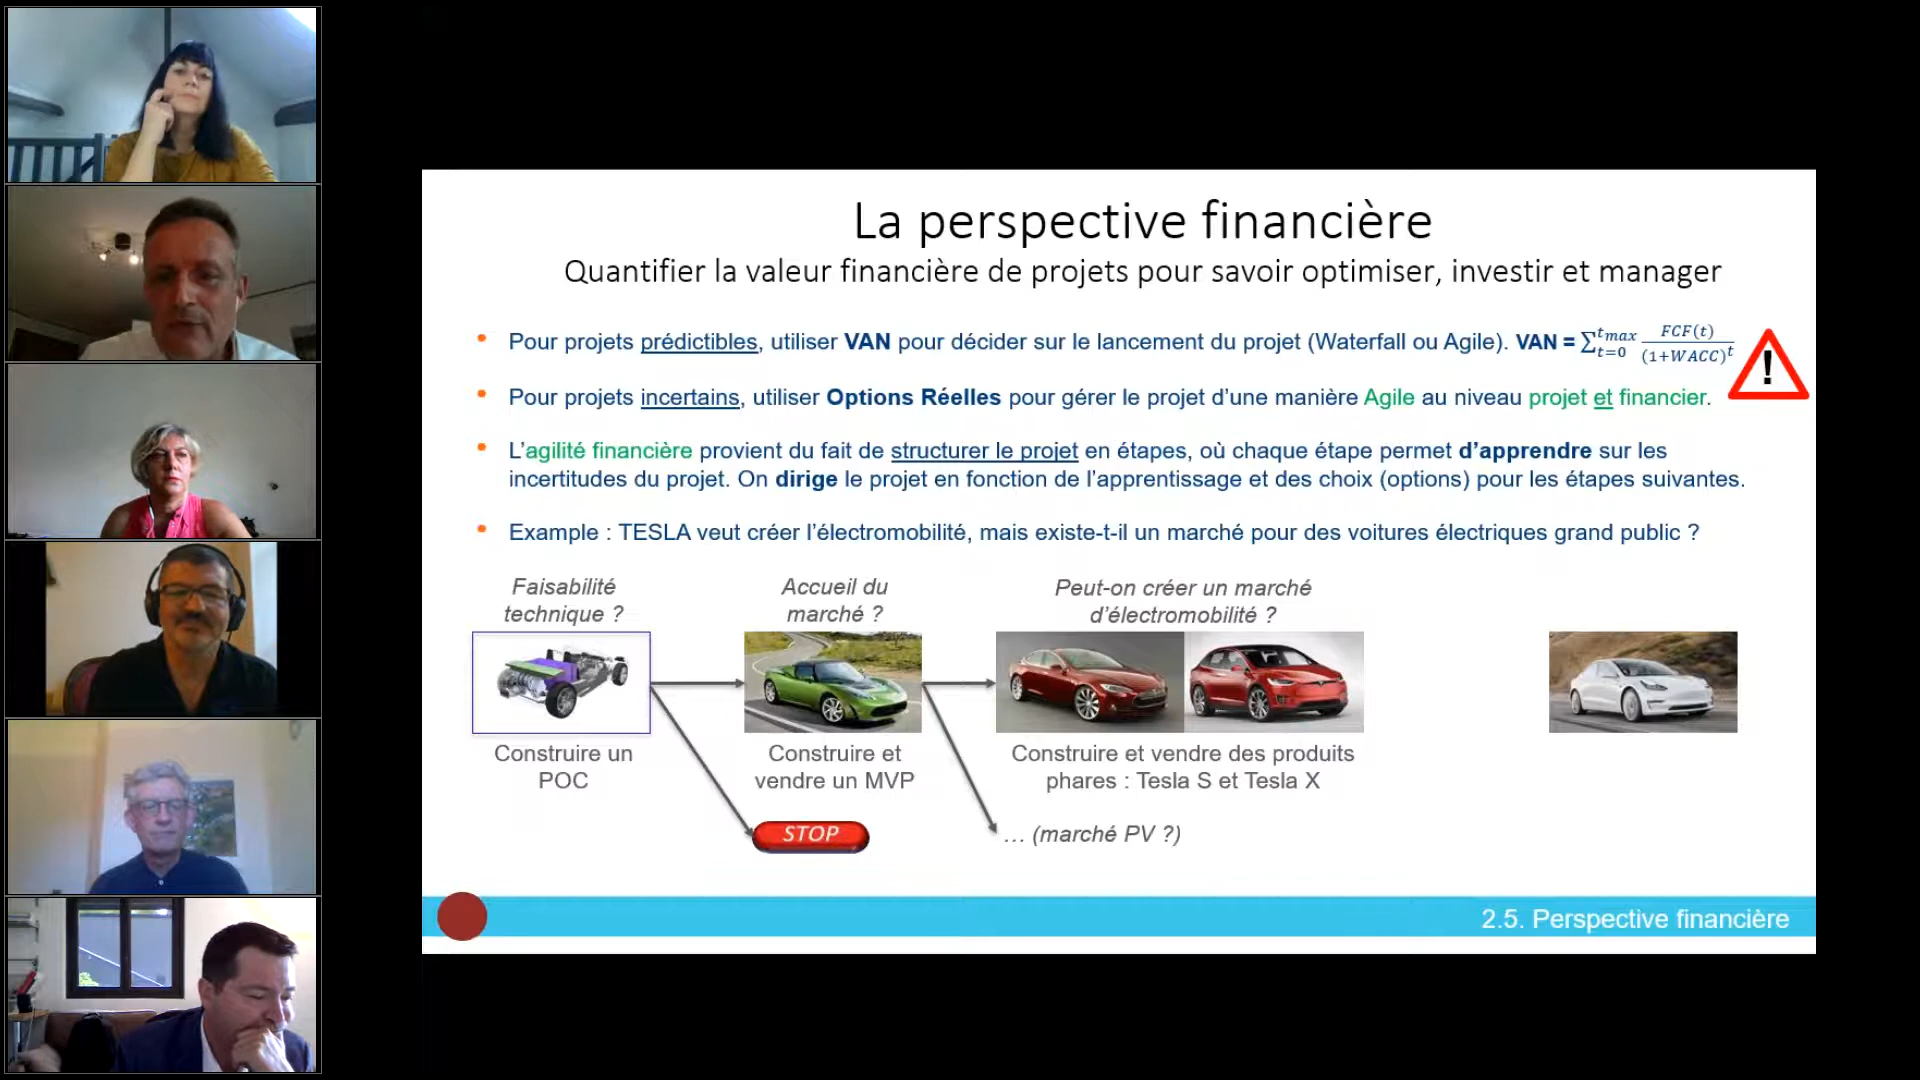 La perspective financière
Quantifier la valeur financière de projets pour savoir optimiser, investir et manager
• Pour projets prédictibles, utiliser VAN pour décider sur le lancement du projet (Waterfall ou Agile). VAN = ∑_{t=0}^{tmax} FCF(t) / (1+WACC)^t
!
• Pour projets incertains, utiliser Options Réelles pour gérer le projet d'une manière Agile au niveau projet et financier.
• L'agilité financière provient du fait de structurer le projet en étapes, où chaque étape permet d'apprendre sur les
incertitudes du projet. On dirige le projet en fonction de l'apprentissage et des choix (options) pour les étapes suivantes.
• Example : TESLA veut créer l'électromobilité, mais existe-t-il un marché pour des voitures électriques grand public ?
Faisabilité
technique ?
Construire un
POC
Accueil du
marché ?
Construire et
vendre un MVP
STOP
Peut-on créer un marché
d'électromobilité ?
Construire et vendre des produits
phares : Tesla S et Tesla X
... (marché PV ?)
2.5. Perspective financière